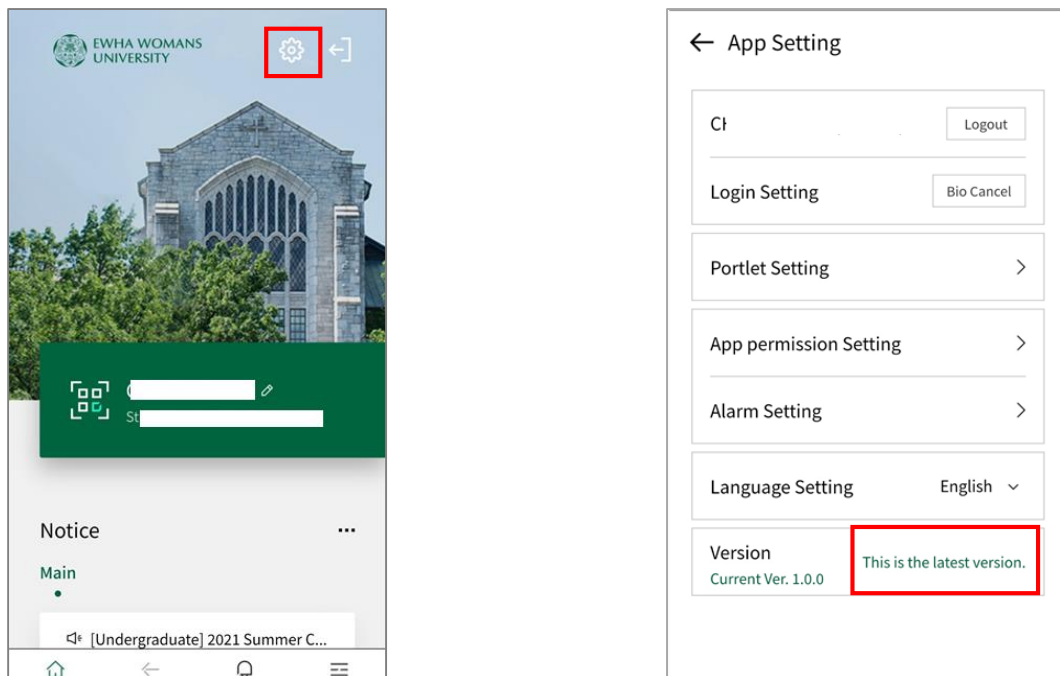 EWHA WOMANS
UNIVERSITY
St
Notice
Main
[Undergraduate] 2021 Summer C...
App Setting
Logout
Login Setting
Bio Cancel
Portlet Setting
App permission Setting
Alarm Setting
Language Setting
English
Version
This is the latest version.
Current Ver. 1.0.0